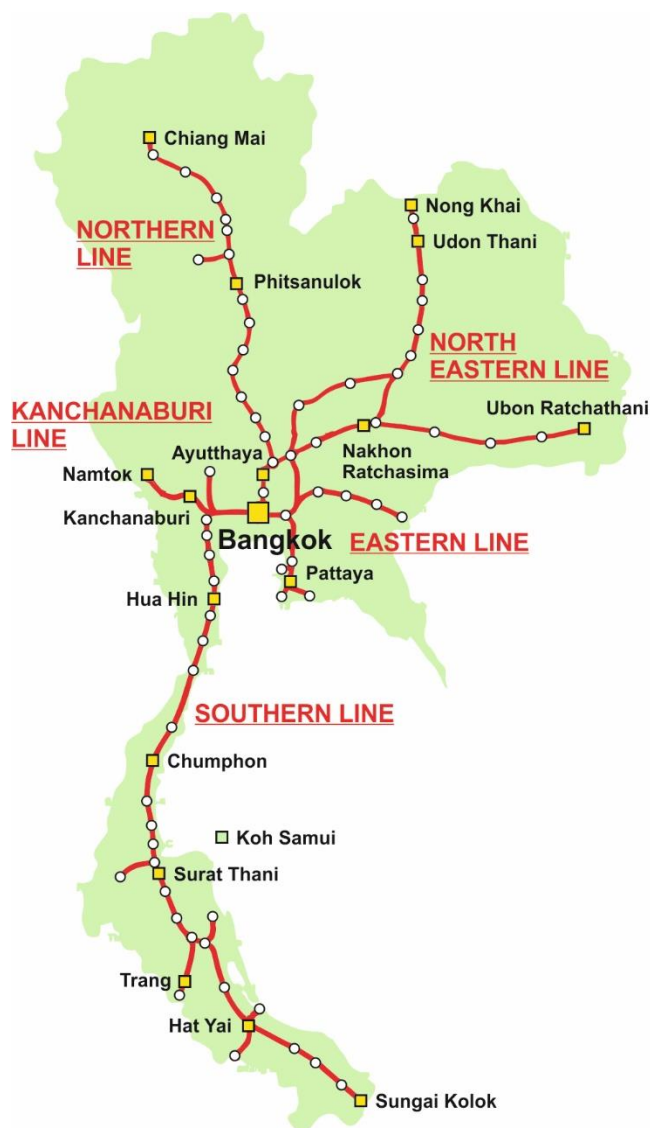 Chiang Mai
Nong Khai
NORTHERN
LINE
Udon Thani
Phitsanulok
NORTH
EASTERN LINE
KANCHANABURI
LINE
Ubon Ratchathani
Ayutthaya
Nakhon
Ratchasima
Namtoк
Kanchanaburi
Bangkok
EASTERN LINE
Pattaya
Hua Hin
SOUTHERN LINE
Chumphon
Koh Samui
Surat Thani
Trang
Hat Yai
Sungai Kolok